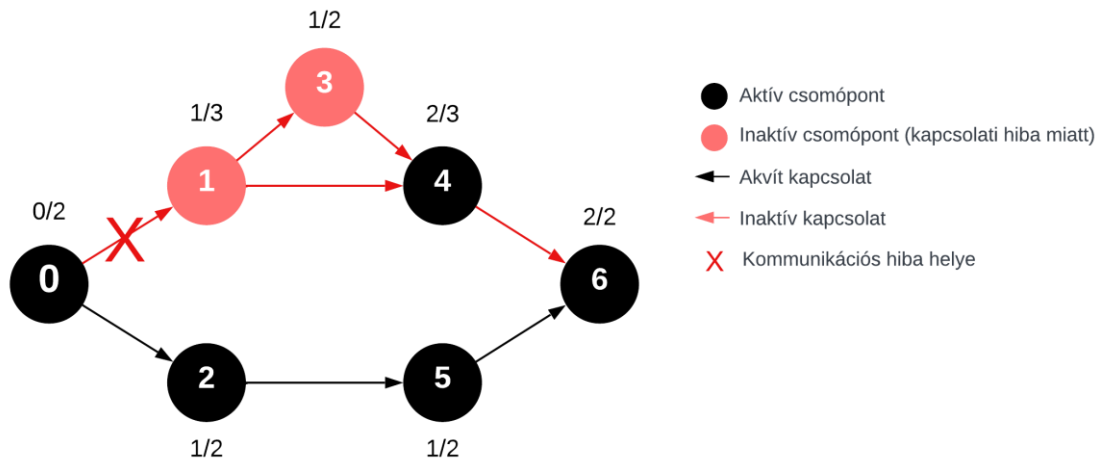 1/2
3
1/3
2/3
1
4
0/2
2/2
X
0
6
2
5
1/2
1/2
Aktív csomópont
Inaktív csomópont (kapcsolati hiba miatt)
Akvít kapcsolat
Inaktív kapcsolat
X Kommunikációs hiba helye